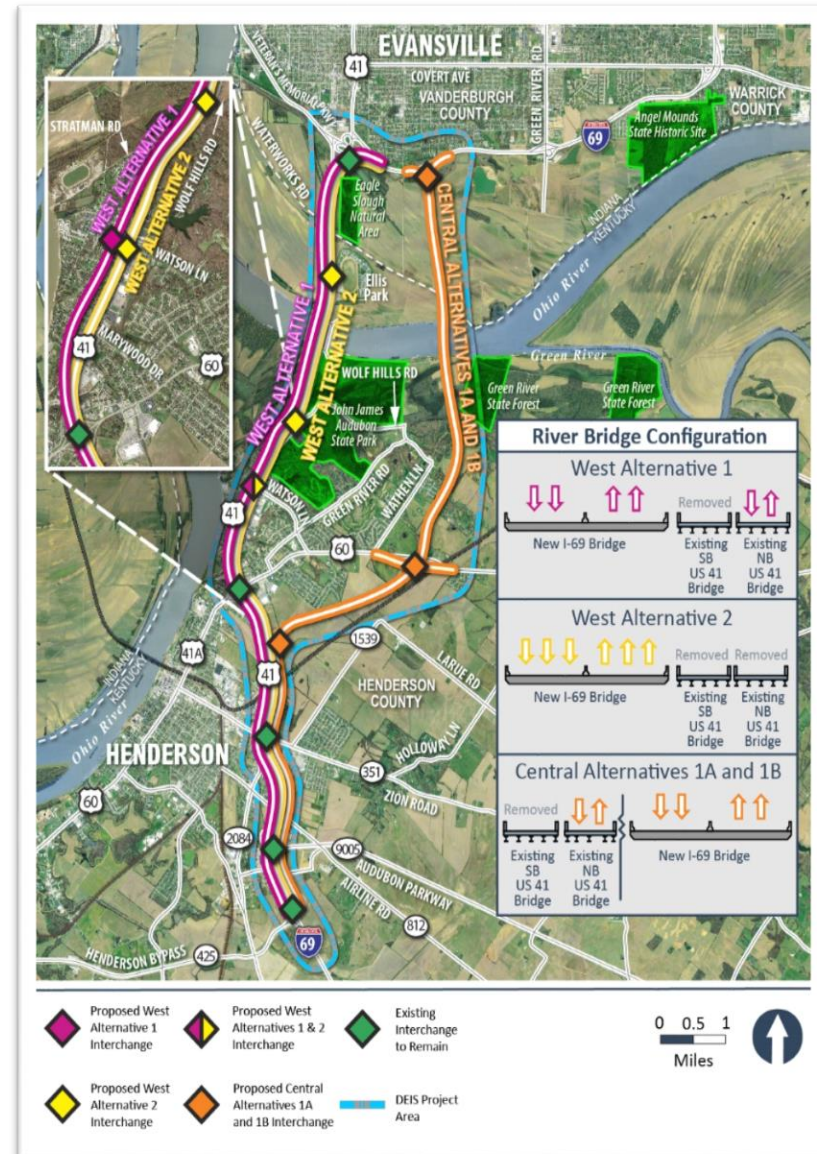 EVANSVILLE
VETERAN'S MEMORIAL PKWY
41
COVERT AVE
VANDERBURGH
COUNTY
GREEN RIVER RD
WARRICK
COUNTY
69
Angel Mounds
State Historic Site
WATERWORKS RD
STRATMAN RD
WEST ALTERNATIVE 1
WEST ALTERNATIVE 2
WOLF HILLS RD
WATSON LN
MARYWOOD DR
41
60
Eagle
Slough
Natural
Area
Ellis
Park
CENTRAL ALTERNATIVES 1A AND 1B
INDIANA
KENTUCKY
Ohio River
Green River
WEST ALTERNATIVE 1
WEST ALTERNATIVE 2
WOLF HILLS RD
John James
Audubon
State Park
Green River
State Forest
Green River
State Forest
WATSON LN
GREEN RIVER RD
WATHEN LN
41
60
41A
INDIANA
KENTUCKY
Ohio River
1539
41
LARUE RD
HENDERSON
COUNTY
HENDERSON
HOLLOWAY LN
351
ZION ROAD
60
2084
9005
AUDUBON PARKWAY
AIRLINE RD
812
69
HENDERSON BYPASS
425
River Bridge Configuration
West Alternative 1
Removed
New I-69 Bridge
Existing
SB
US 41
Bridge
Existing
NB
US 41
Bridge
West Alternative 2
Removed
Removed
New I-69 Bridge
Existing
SB
US 41
Bridge
Existing
NB
US 41
Bridge
Central Alternatives 1A and 1B
Removed
Existing
SB
US 41
Bridge
Existing
NB
US 41
Bridge
New I-69 Bridge
Proposed West
Alternative 1
Interchange
Proposed West
Alternatives 1 & 2
Interchange
Existing
Interchange
to Remain
0 0.5 1
Miles
Proposed West
Alternative 2
Interchange
Proposed Central
Alternatives 1A
and 1B Interchange
DEIS Project
Area